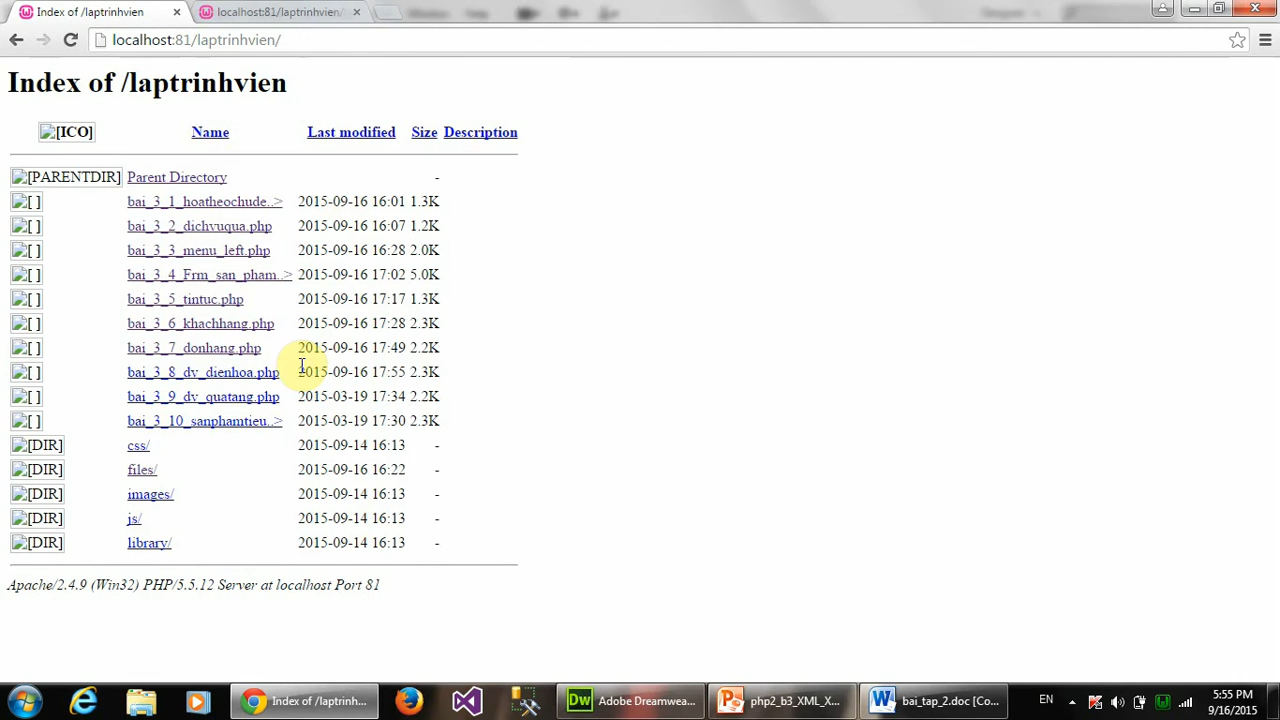 Index of /laptrinhvien
localhost:81/laptrinhvien/
localhost:81/laptrinhvien/
Index of /laptrinhvien
[ICO] Name Last modified Size Description
[PARENTDIR] Parent Directory -
[ ] bai_3_1_hoatheochude..> 2015-09-16 16:01 1.3K
[ ] bai_3_2_dichvuqua.php 2015-09-16 16:07 1.2K
[ ] bai_3_3_menu_left.php 2015-09-16 16:28 2.0K
[ ] bai_3_4_Frm_san_pham..> 2015-09-16 17:02 5.0K
[ ] bai_3_5_tintuc.php 2015-09-16 17:17 1.3K
[ ] bai_3_6_khachhang.php 2015-09-16 17:28 2.3K
[ ] bai_3_7_donhang.php 2015-09-16 17:49 2.2K
[ ] bai_3_8_dv_dienhoa.php 2015-09-16 17:55 2.3K
[ ] bai_3_9_dv_quatang.php 2015-03-19 17:34 2.2K
[ ] bai_3_10_sanphamtieu..> 2015-03-19 17:30 2.3K
[DIR] css/ 2015-09-14 16:13 -
[DIR] files/ 2015-09-16 16:22 -
[DIR] images/ 2015-09-14 16:13 -
[DIR] js/ 2015-09-14 16:13 -
[DIR] library/ 2015-09-14 16:13 -
Apache/2.4.9 (Win32) PHP/5.5.12 Server at localhost Port 81
Index of /laptrinh...
Dw Adobe Dreamwea...
php2_b3_XML_X...
bai_tap_2.doc [Co...
EN
5:55 PM
9/16/2015